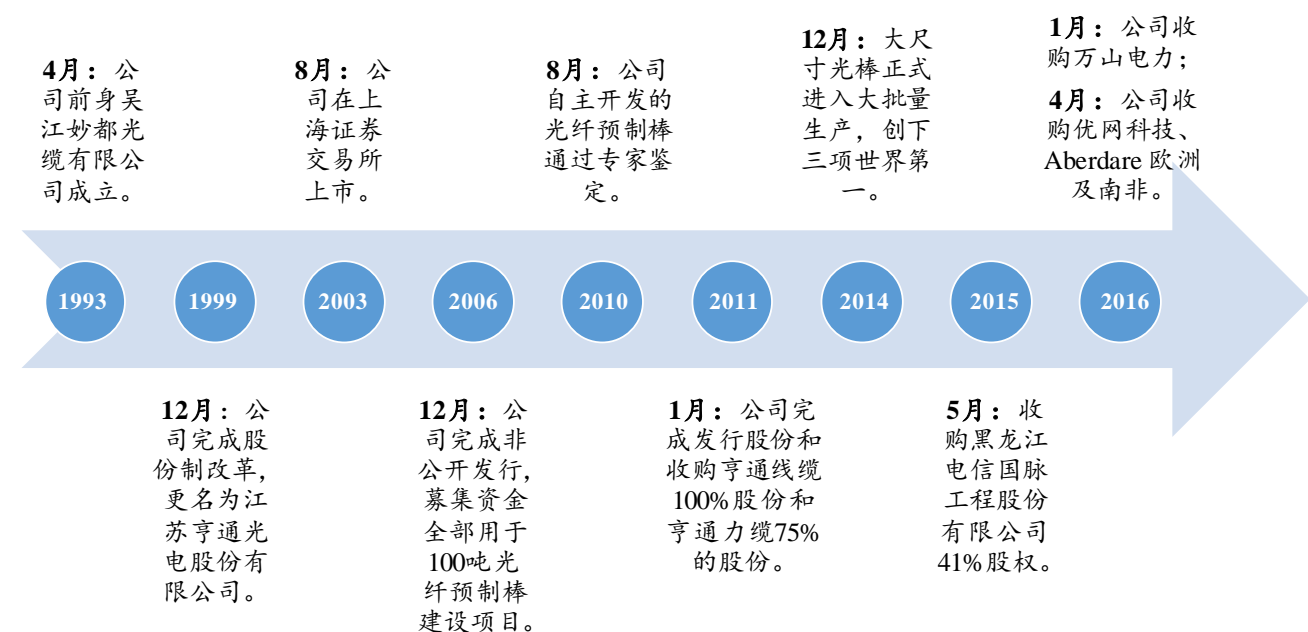 4月：公
司前身吴
江妙都光
缆有限公
司成立。
8月：公
司在上
海证券
交易所
上市。
8月：公司
自主开发的
光纤预制棒
通过专家鉴
定。
12月：大尺
寸光棒正式
进入大批量
生产，创下
三项世界第
一。
1月：公司收
购万山电力；
4月：公司收
购优网科技、
Aberdare 欧洲
及南非。
1993
1999
2003
2006
2010
2011
2014
2015
2016
12月：公
司完成股
份制改革，
更名为江
苏亨通光
电股份有
限公司。
12月：公
司完成非
公开发行，
募集资金
全部用于
100吨光
纤预制棒
建设项目。
1月：公司完
成发行股份和
收购亨通线缆
100%股份和
亨通力缆75%
的股份。
5月：收
购黑龙江
电信国脉
工程股份
有限公司
41%股权。